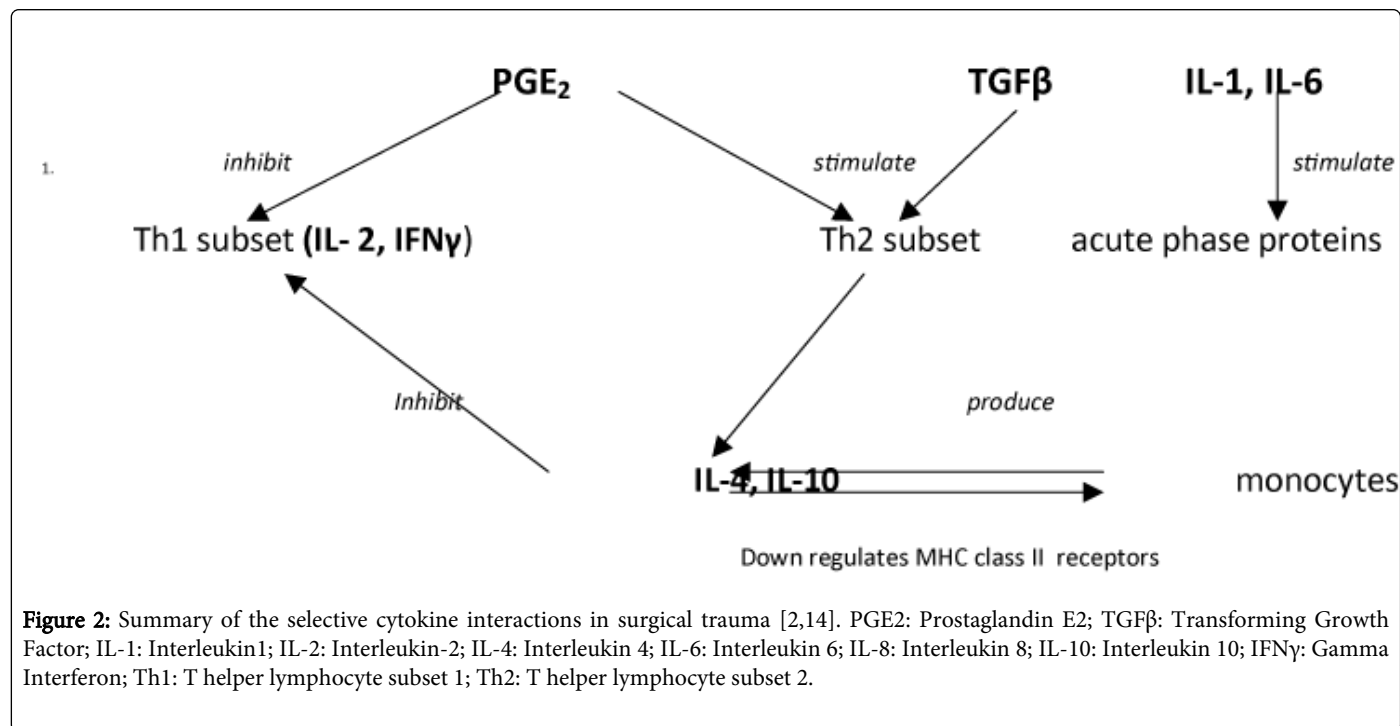 PGE₂ TGFβ IL-1, IL-6
1. inhibit stimulate stimulate
Th1 subset (IL- 2, IFNγ) Th2 subset acute phase proteins
Inhibit produce
IL-4, IL-10 monocytes
Down regulates MHC class II receptors
Figure 2: Summary of the selective cytokine interactions in surgical trauma [2,14]. PGE2: Prostaglandin E2; TGFβ: Transforming Growth
Factor; IL-1: Interleukin1; IL-2: Interleukin-2; IL-4: Interleukin 4; IL-6: Interleukin 6; IL-8: Interleukin 8; IL-10: Interleukin 10; IFNγ: Gamma
Interferon; Th1: T helper lymphocyte subset 1; Th2: T helper lymphocyte subset 2.